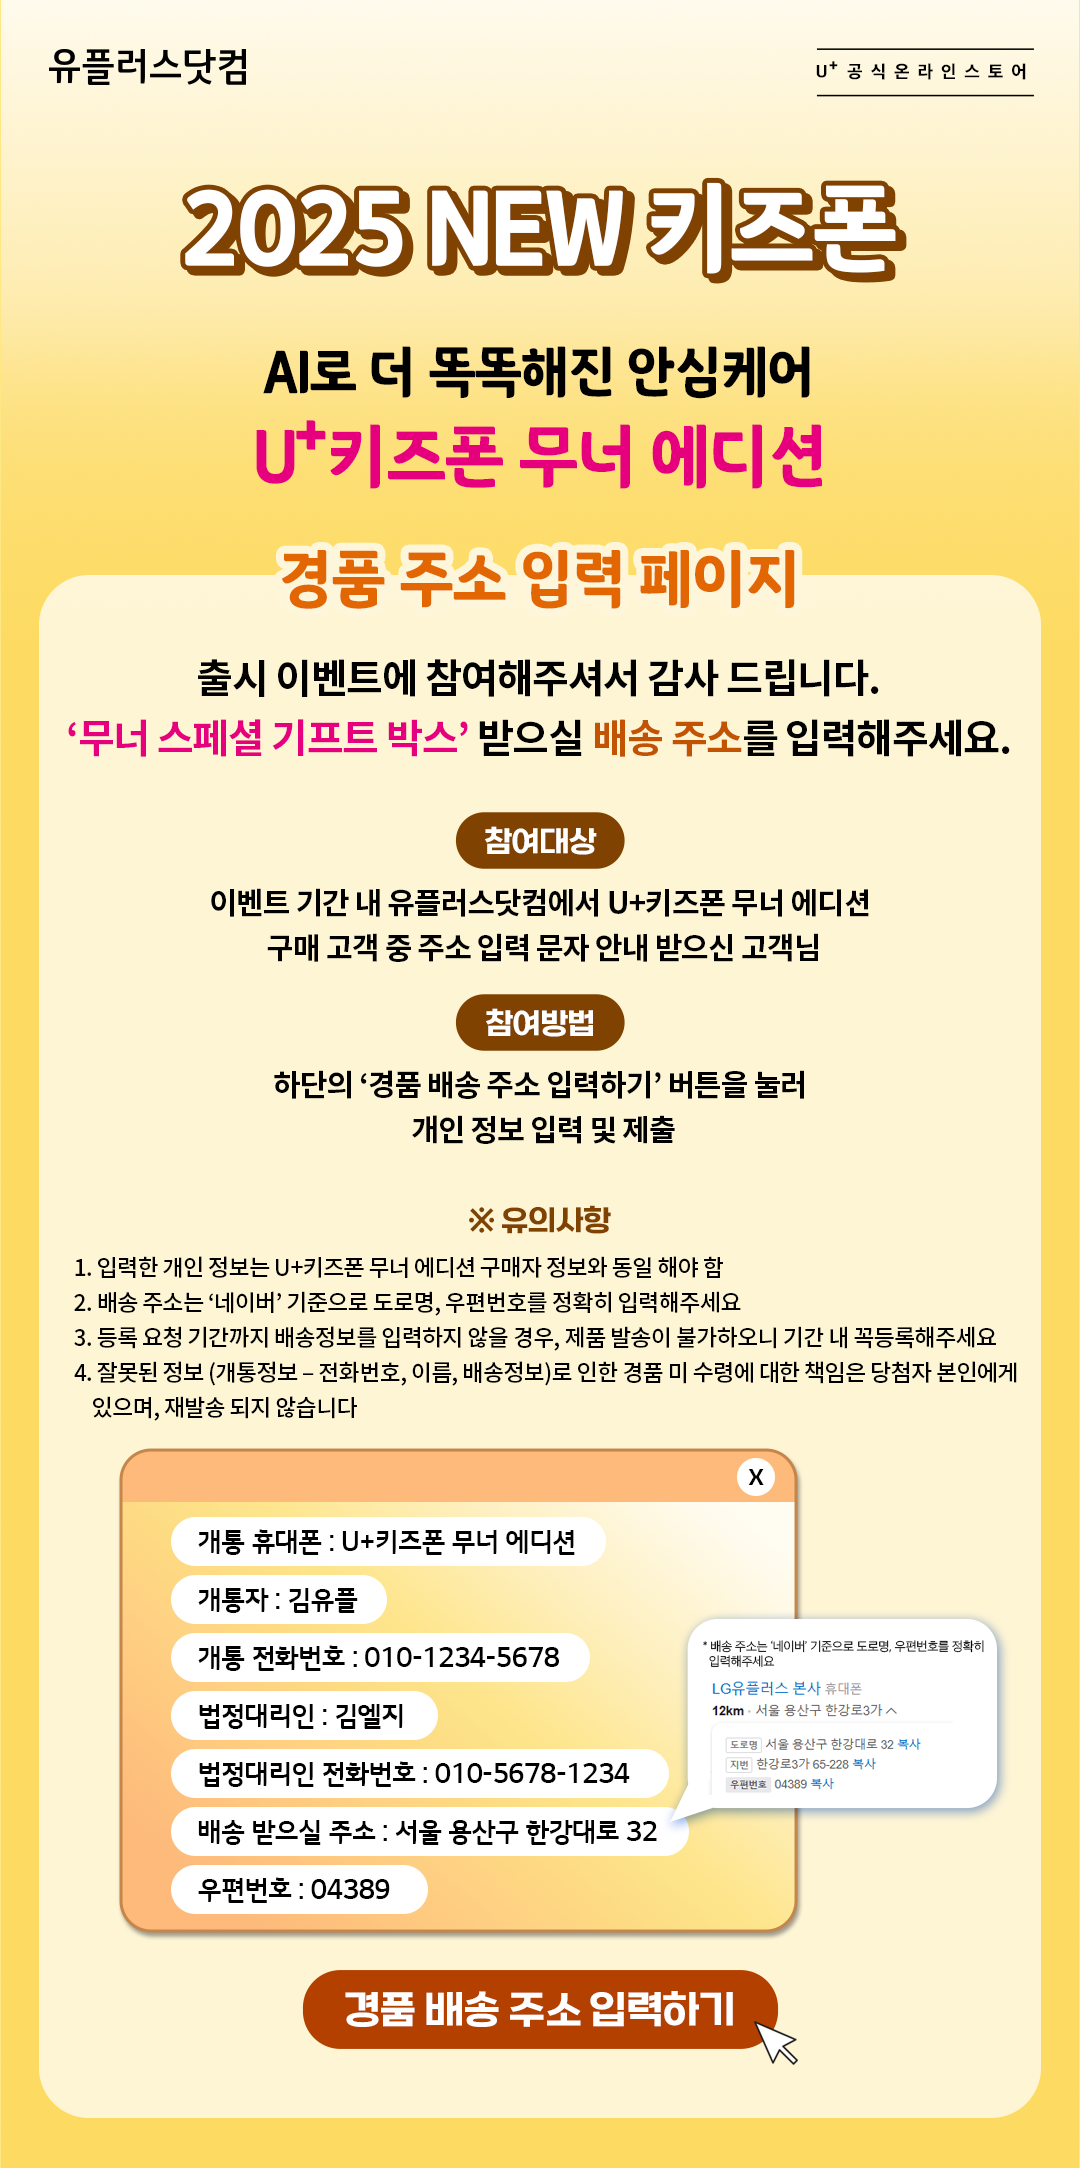 유플러스닷컴
U+ 공식온라인스토어
2025 NEW 키즈폰
AI로 더 똑똑해진 안심케어
U+키즈폰 무너 에디션
경품 주소 입력 페이지
출시 이벤트에 참여해주셔서 감사 드립니다.
‘무너 스페셜 기프트 박스’ 받으실 배송 주소를 입력해주세요.
참여대상
이벤트 기간 내 유플러스닷컴에서 U+키즈폰 무너 에디션
구매 고객 중 주소 입력 문자 안내 받으신 고객님
참여방법
하단의 ‘경품 배송 주소 입력하기’ 버튼을 눌러
개인 정보 입력 및 제출
※ 유의사항
1. 입력한 개인 정보는 U+키즈폰 무너 에디션 구매자 정보와 동일 해야 함
2. 배송 주소는 ‘네이버’ 기준으로 도로명, 우편번호를 정확히 입력해주세요
3. 등록 요청 기간까지 배송정보를 입력하지 않을 경우, 제품 발송이 불가하오니 기간 내 꼭등록해주세요
4. 잘못된 정보 (개통정보 – 전화번호, 이름, 배송정보)로 인한 경품 미 수령에 대한 책임은 당첨자 본인에게
있으며, 재발송 되지 않습니다
X
개통 휴대폰 : U+키즈폰 무너 에디션
개통자 : 김유플
개통 전화번호 : 010-1234-5678
법정대리인 : 김엘지
법정대리인 전화번호 : 010-5678-1234
배송 받으실 주소 : 서울 용산구 한강대로 32
우편번호 : 04389
* 배송 주소는 ‘네이버’ 기준으로 도로명, 우편번호를 정확히
입력해주세요
LG유플러스 본사 휴대폰
12km · 서울 용산구 한강로3가
도로명 서울 용산구 한강대로 32 복사
지번 한강로3가 65-228 복사
우편번호 04389 복사
경품 배송 주소 입력하기